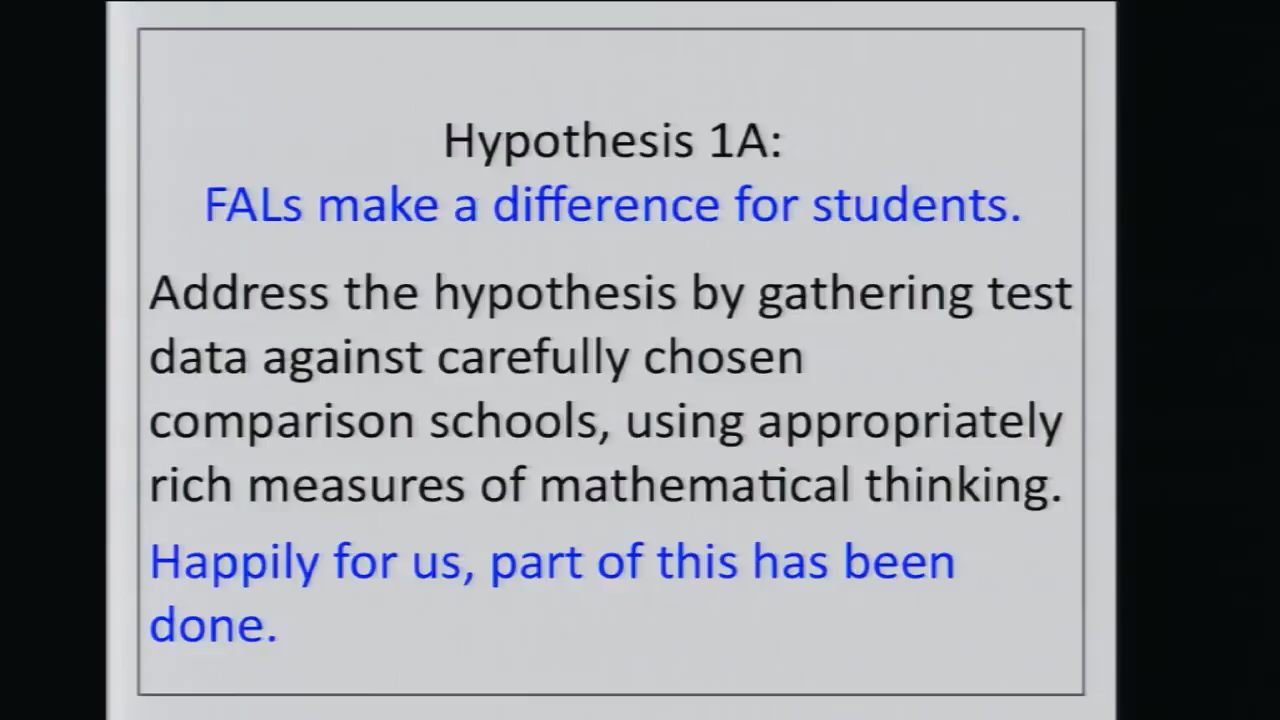 Hypothesis 1A:
FALs make a difference for students.
Address the hypothesis by gathering test
data against carefully chosen
comparison schools, using appropriately
rich measures of mathematical thinking.
Happily for us, part of this has been
done.